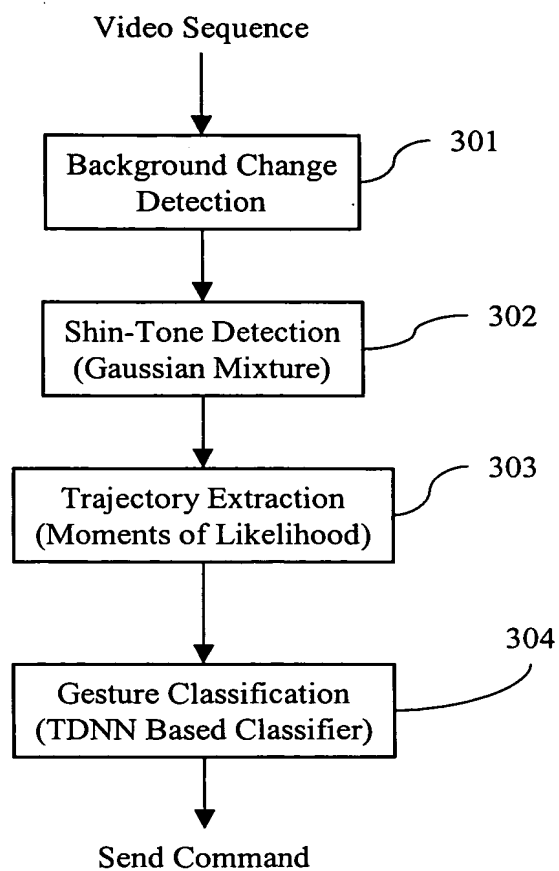 Video Sequence
Background Change
Detection
301
Shin-Tone Detection
(Gaussian Mixture)
302
Trajectory Extraction
(Moments of Likelihood)
303
Gesture Classification
(TDNN Based Classifier)
304
Send Command